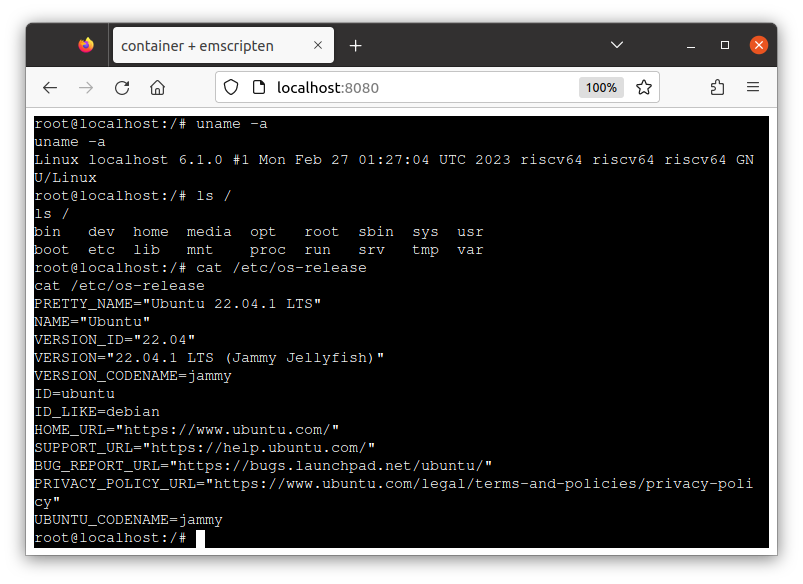 container + emscripten
localhost:8080
100%
root@localhost:/# uname -a
uname -a
Linux localhost 6.1.0 #1 Mon Feb 27 01:27:04 UTC 2023 riscv64 riscv64 riscv64 GN
U/Linux
root@localhost:/# ls /
ls /
bin dev home media opt root sbin sys usr
boot etc lib mnt proc run srv tmp var
root@localhost:/# cat /etc/os-release
cat /etc/os-release
PRETTY_NAME="Ubuntu 22.04.1 LTS"
NAME="Ubuntu"
VERSION_ID="22.04"
VERSION="22.04.1 LTS (Jammy Jellyfish)"
VERSION_CODENAME=jammy
ID=ubuntu
ID_LIKE=debian
HOME_URL="https://www.ubuntu.com/"
SUPPORT_URL="https://help.ubuntu.com/"
BUG_REPORT_URL="https://bugs.launchpad.net/ubuntu/"
PRIVACY_POLICY_URL="https://www.ubuntu.com/legal/terms-and-policies/privacy-poli
cy"
UBUNTU_CODENAME=jammy
root@localhost:/#